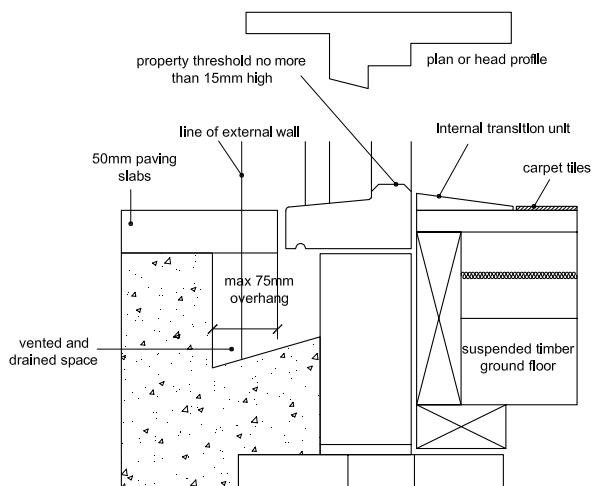 property threshold no more
than 15mm high
plan or head profile
line of external wall
internal transition unit
50mm paving
slabs
carpet tiles
max 75mm
overhang
vented and
drained space
suspended timber
ground floor